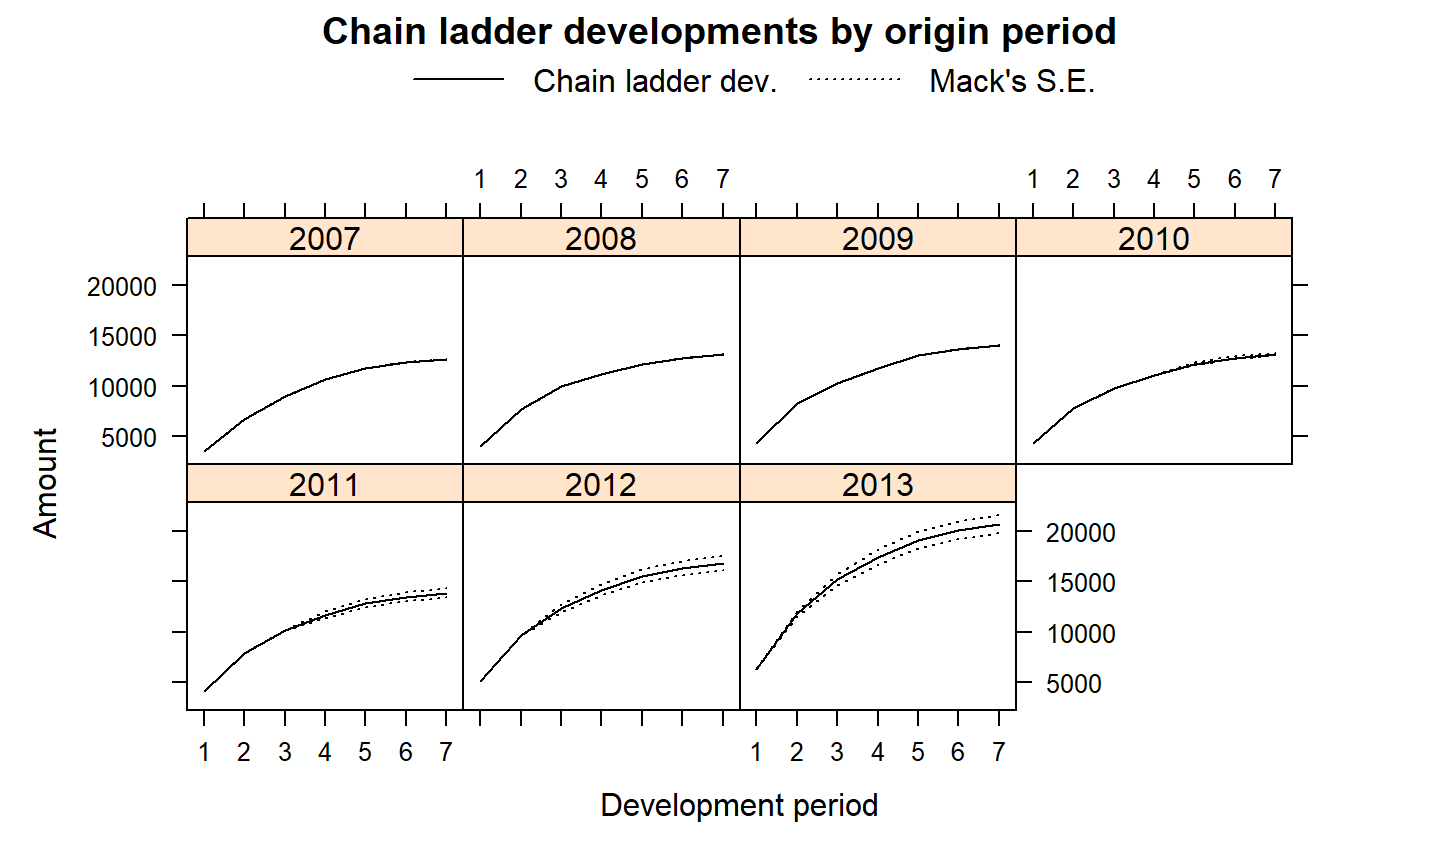 Chain ladder developments by origin period
Chain ladder dev. Mack's S.E.
1 2 3 4 5 6 7 1 2 3 4 5 6 7
2007 2008 2009 2010
20000
15000
10000
5000
Amount
2011 2012 2013
20000
15000
10000
5000
1 2 3 4 5 6 7 1 2 3 4 5 6 7
Development period